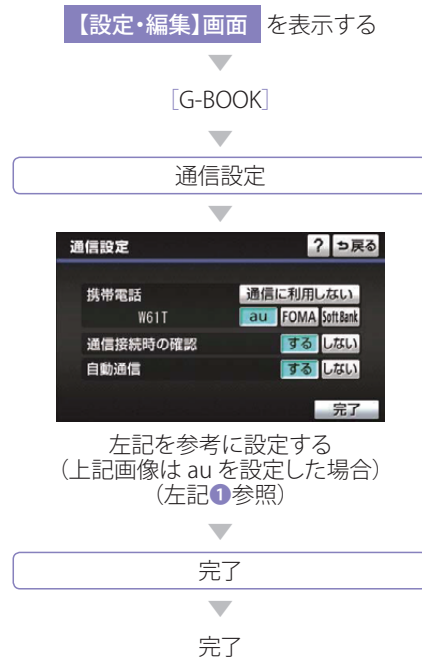 【設定・編集】画面 を表示する
[G-BOOK]
通信設定
通信設定 ? 戻る
携帯電話 通信に利用しない
W61T au FOMA SoftBank
通信接続時の確認 する しない
自動通信 する しない
完了
左記を参考に設定する
(上記画像は au を設定した場合)
(左記❶参照)
完了
完了